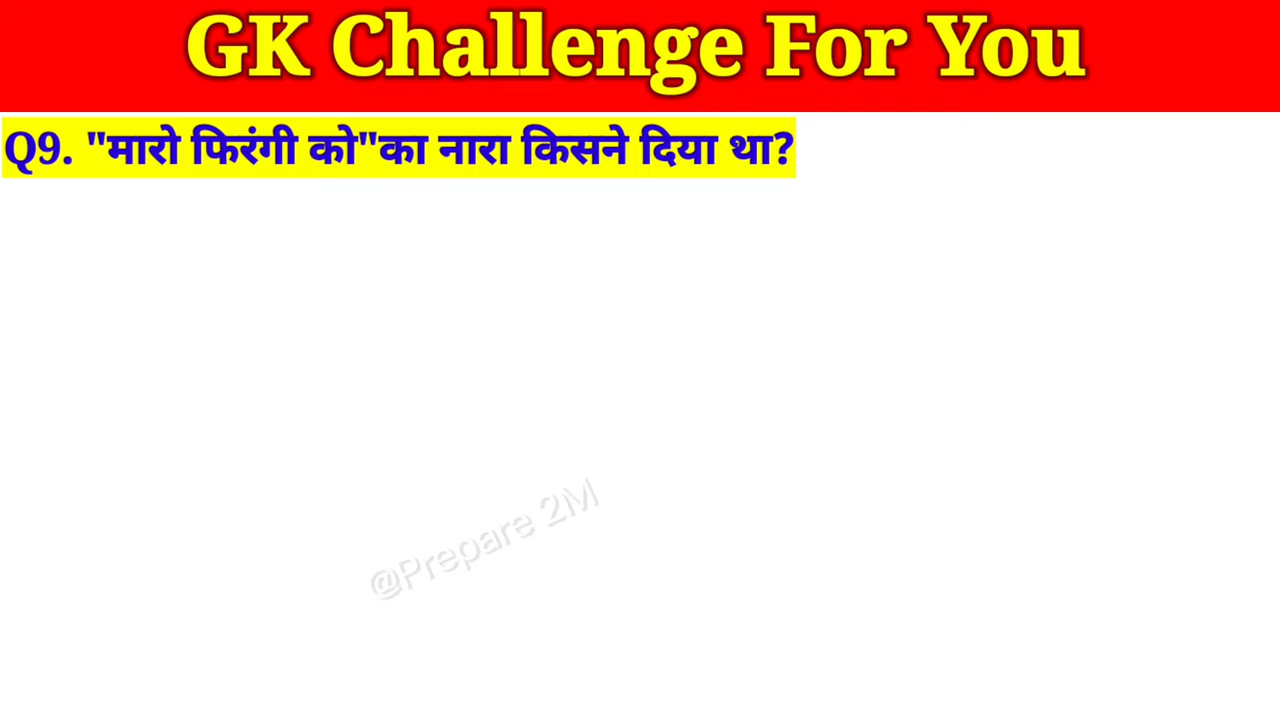 GK Challenge For You
Q9. "मारो फिरंगी को"का नारा किसने दिया था?
@Prepare 2M